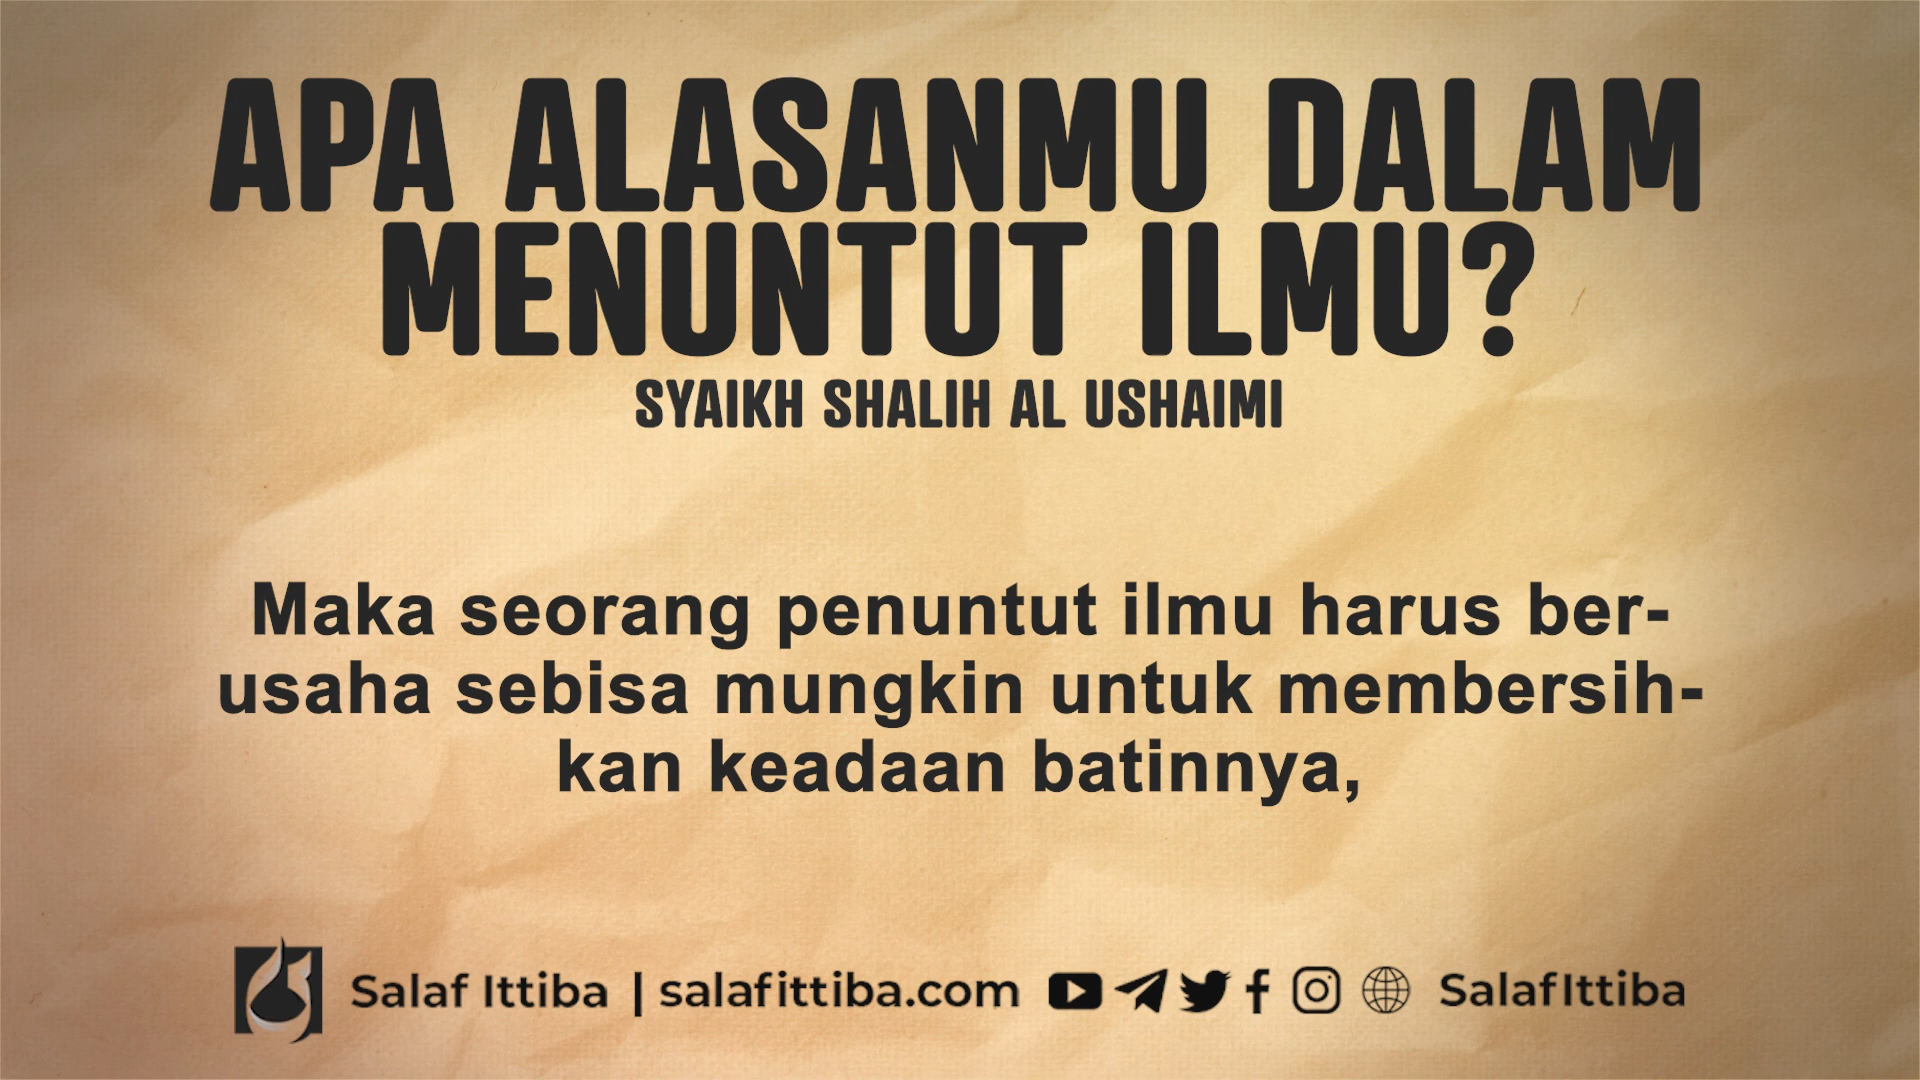 APA ALASANMU DALAM
MENUNTUT ILMU?
SYAIKH SHALIH AL USHAIMI
Maka seorang penuntut ilmu harus ber-
usaha sebisa mungkin untuk membersih-
kan keadaan batinnya,
Salaf Ittiba | salafittiba.com SalafIttiba